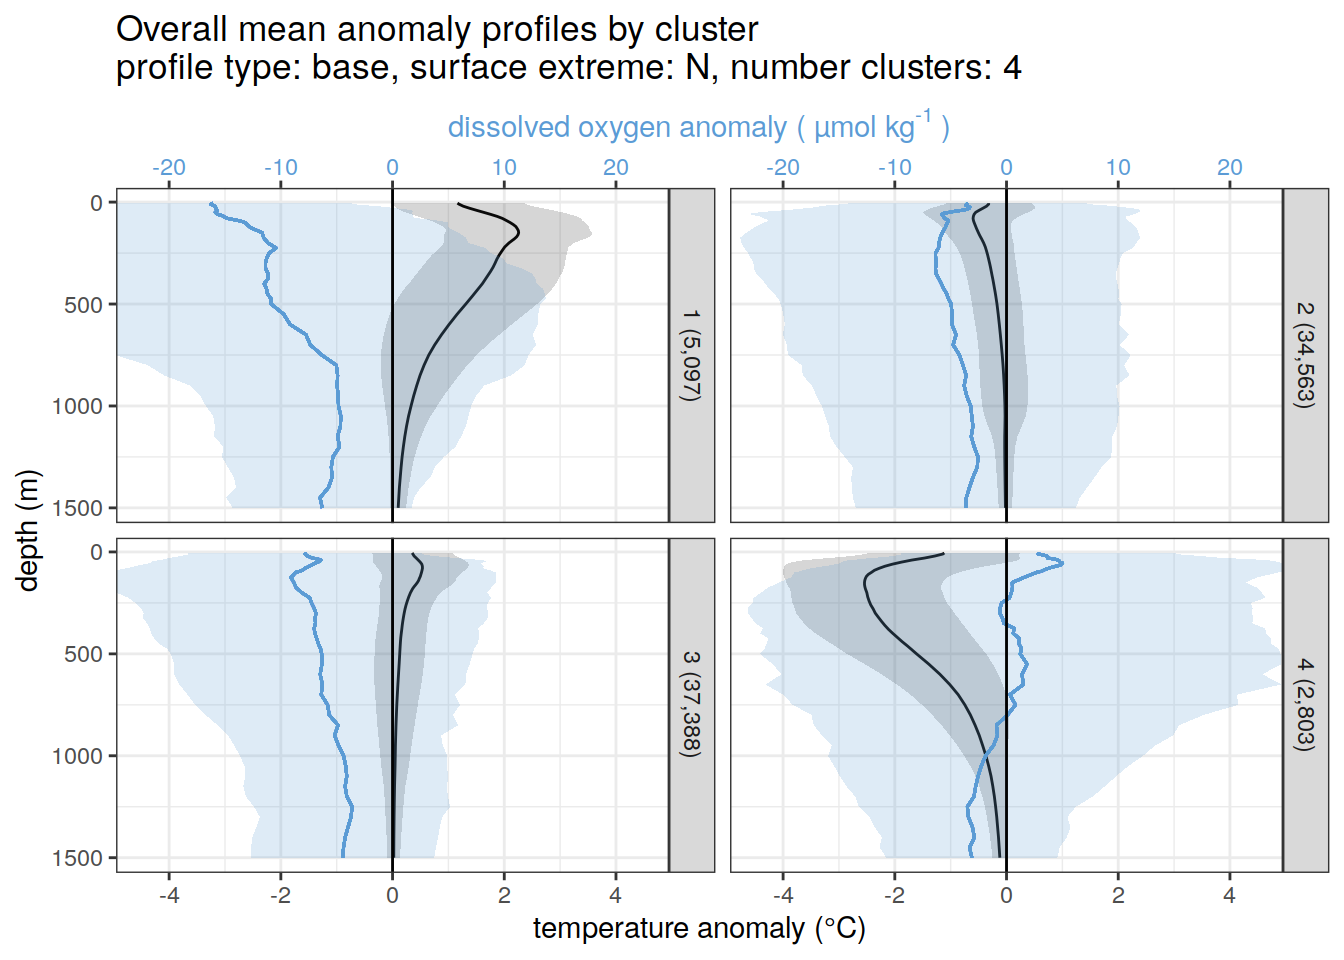 Overall mean anomaly profiles by cluster
profile type: base, surface extreme: N, number clusters: 4
dissolved oxygen anomaly ( µmol kg-1 )
-20 -10 0 10 20 -20 -10 0 10 20
0
500
1000
1500
1 (5,097)
2 (34,563)
depth (m)
0
500
1000
1500
3 (37,388)
4 (2,803)
-4 -2 0 2 4 -4 -2 0 2 4
temperature anomaly (°C)